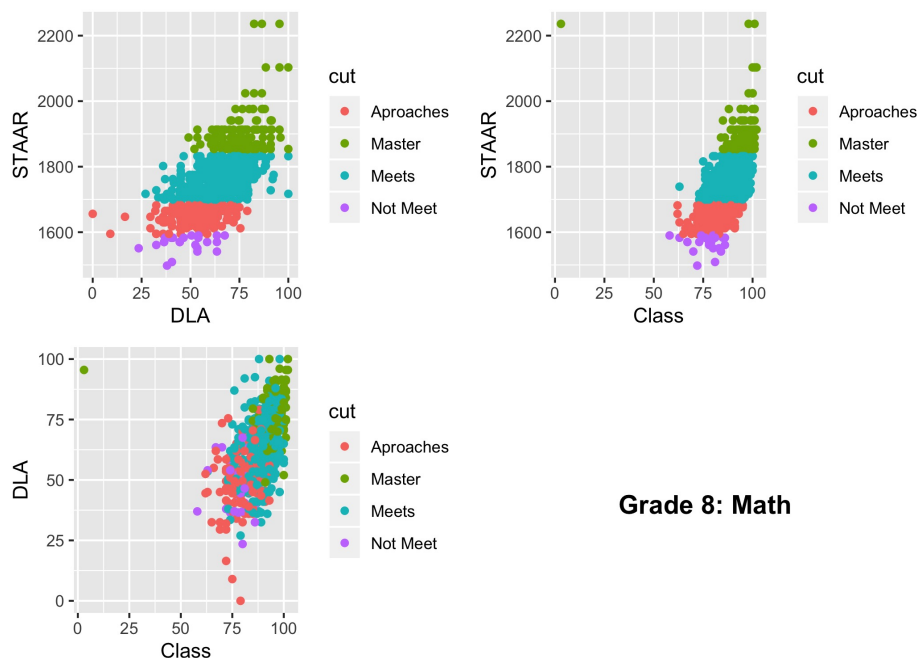 STAAR
2200
2000
1800
1600
0 25 50 75 100
DLA
cut
Aproaches
Master
Meets
Not Meet
STAAR
2200
2000
1800
1600
0 25 50 75 100
Class
cut
Aproaches
Master
Meets
Not Meet
DLA
100
75
50
25
0
0 25 50 75 100
Class
cut
Aproaches
Master
Meets
Not Meet
Grade 8: Math